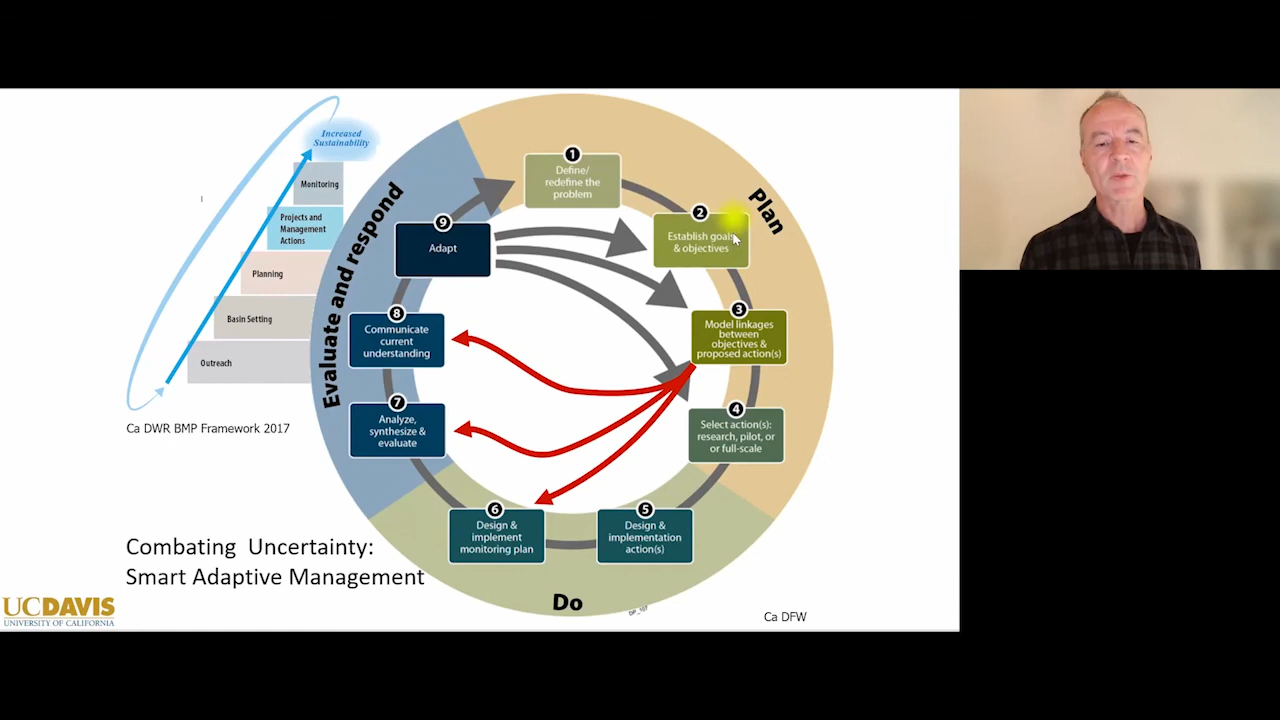 Increased
Sustainability
Monitoring
Projects and
Management
Actions
Planning
Basin Setting
Outreach
Ca DWR BMP Framework 2017
Combating Uncertainty:
Smart Adaptive Management
UCDAVIS
UNIVERSITY OF CALIFORNIA
Plan
1
Define/
redefine the
problem
2
Establish goals
& objectives
3
Model linkages
between
objectives &
proposed action(s)
4
Select action(s):
research, pilot, or
or full-scale
Do
5
Design &
implementation
action(s)
6
Design &
implement
monitoring plan
Evaluate and respond
7
Analyze,
synthesize &
evaluate
8
Communicate
current
understanding
9
Adapt
Ca DFW